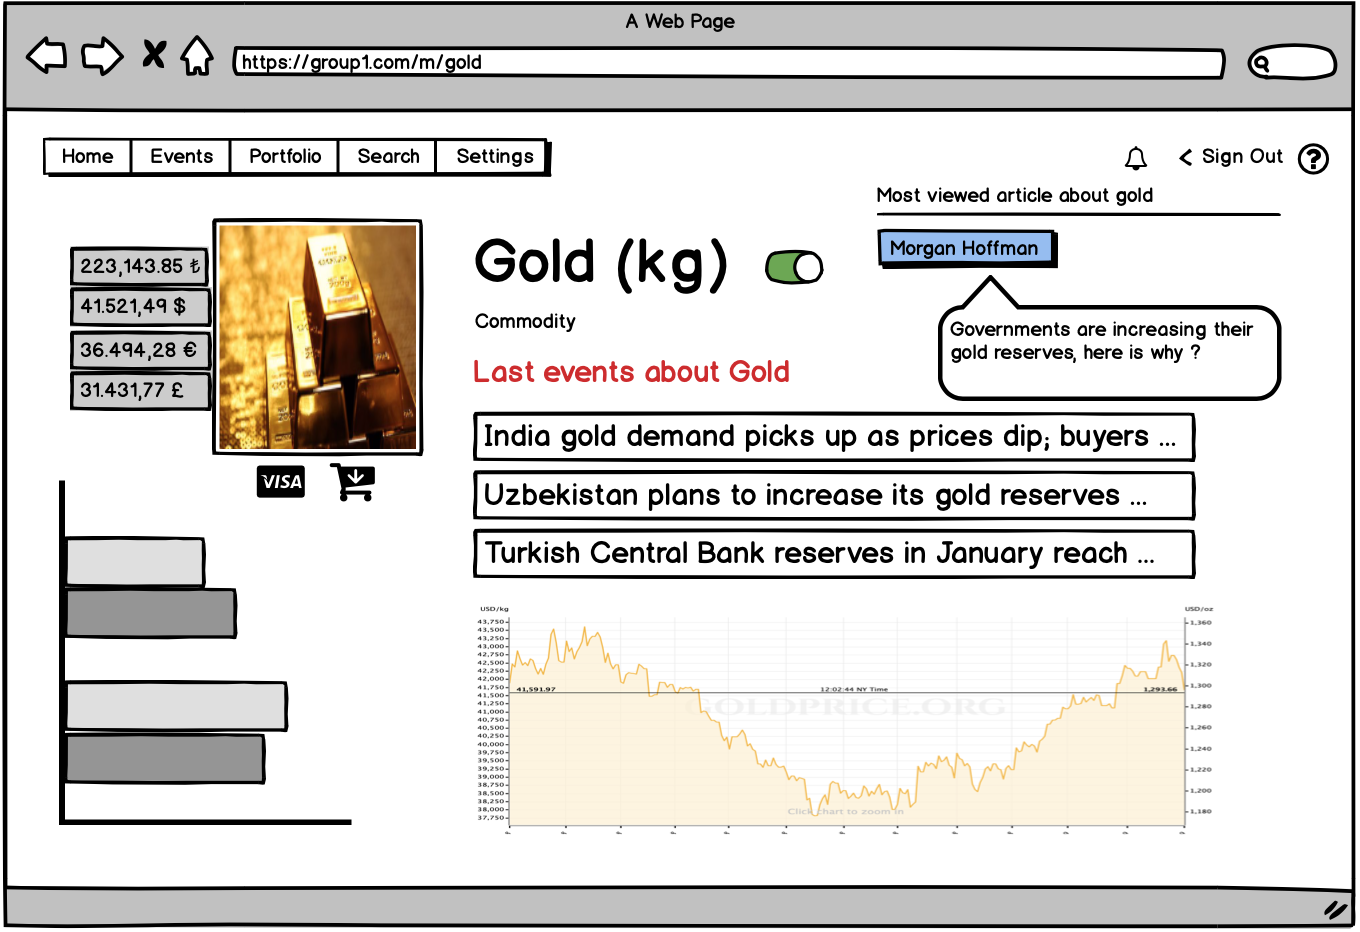 A Web Page
https://group1.com/m/gold
Home Events Portfolio Search Settings
Sign Out
Most viewed article about gold
Morgan Hoffman
Governments are increasing their
gold reserves, here is why ?
223,143.85 ₺
41.521,49 $
36.494,28 €
31.431,77 £
VISA
Gold (kg)
Commodity
Last events about Gold
India gold demand picks up as prices dip; buyers ...
Uzbekistan plans to increase its gold reserves ...
Turkish Central Bank reserves in January reach ...
USD/kg
USD/oz
43,750
43,500
43,250
43,000
42,750
42,500
42,250
42,000
41,750
41,500
41,250
41,000
40,750
40,500
40,250
40,000
39,750
39,500
39,250
39,000
38,750
38,500
38,250
38,000
37,750
41,591.97
12:02:44 NY Time
1,293.66
GOLDPRICE.ORG
Click chart to zoom in
1,360
1,340
1,320
1,300
1,280
1,260
1,240
1,220
1,200
1,180